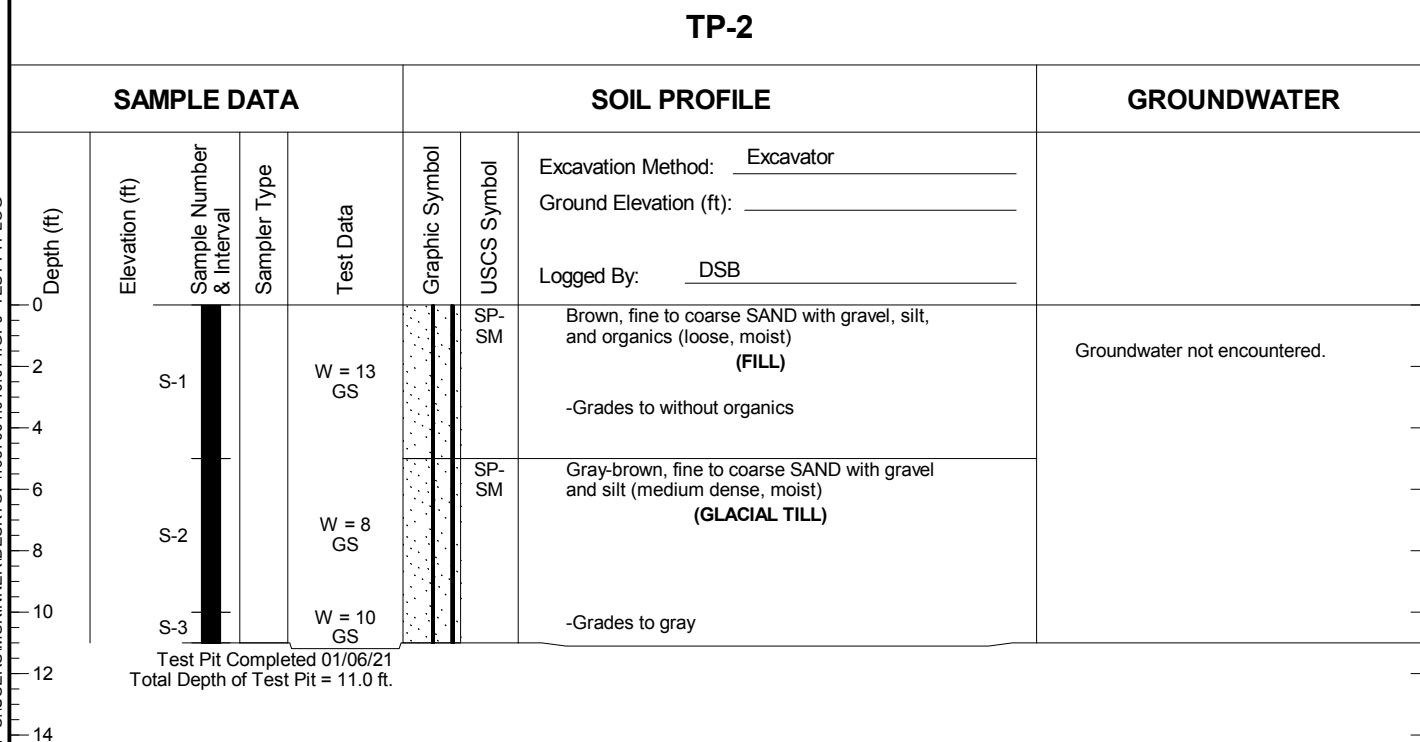 TP-2
SAMPLE DATA
SOIL PROFILE
GROUNDWATER
Depth (ft)
Elevation (ft)
Sample Number
& Interval
Sampler Type
Test Data
Graphic Symbol
USCS Symbol
Excavation Method: Excavator
Ground Elevation (ft):
Logged By: DSB
0
SP-
SM
Brown, fine to coarse SAND with gravel, silt,
and organics (loose, moist)
(FILL)
Groundwater not encountered.
2
S-1
W = 13
GS
-Grades to without organics
4
SP-
SM
Gray-brown, fine to coarse SAND with gravel
and silt (medium dense, moist)
(GLACIAL TILL)
6
S-2
W = 8
GS
8
10
S-3
W = 10
GS
-Grades to gray
Test Pit Completed 01/06/21
Total Depth of Test Pit = 11.0 ft.
12
14